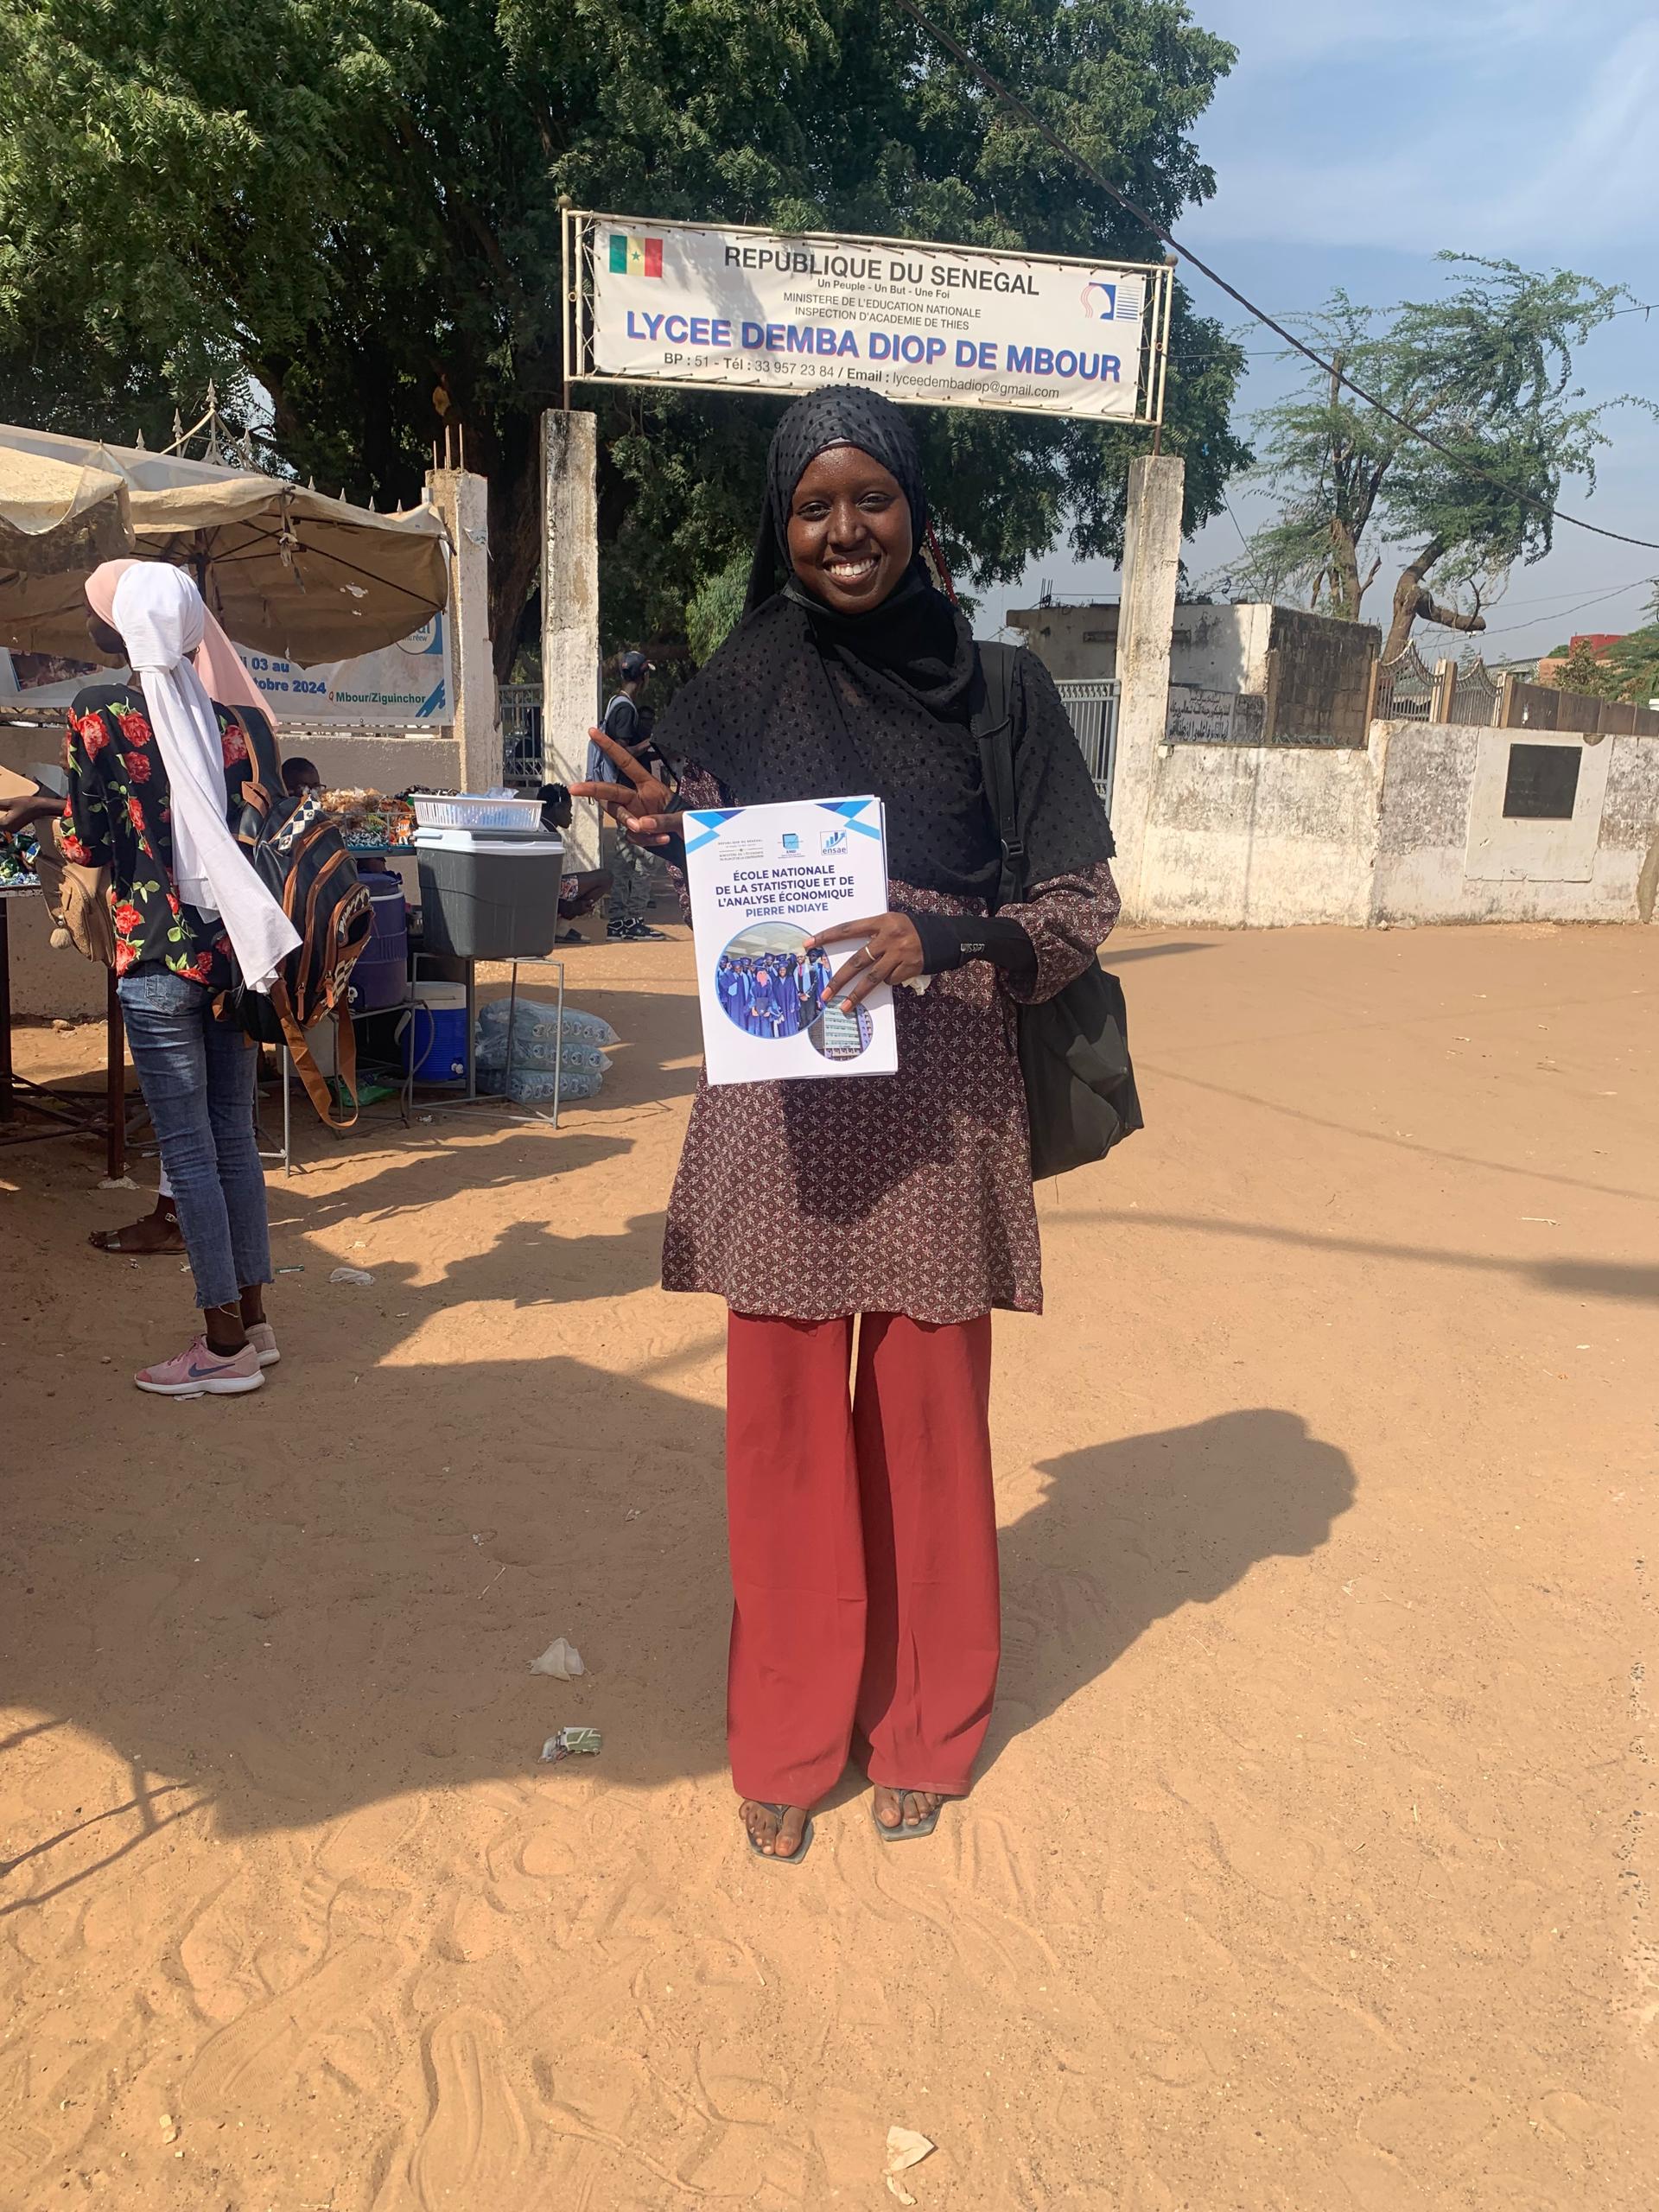 REPUBLIQUE DU SENEGAL
Un Peuple - Un But - Une Foi
MINISTERE DE L'EDUCATION NATIONALE
INSPECTION D'ACADEMIE DE THIES
LYCEE DEMBA DIOP DE MBOUR
BP : 51 - Tél : 33 957 23 84 / Email : lyceedembadiop@gmail.com
03 au
tobre 2024
Mbour/Ziguinchor
ensae
ÉCOLE NATIONALE
DE LA STATISTIQUE ET DE
L'ANALYSE ÉCONOMIQUE
PIERRE NDIAYE